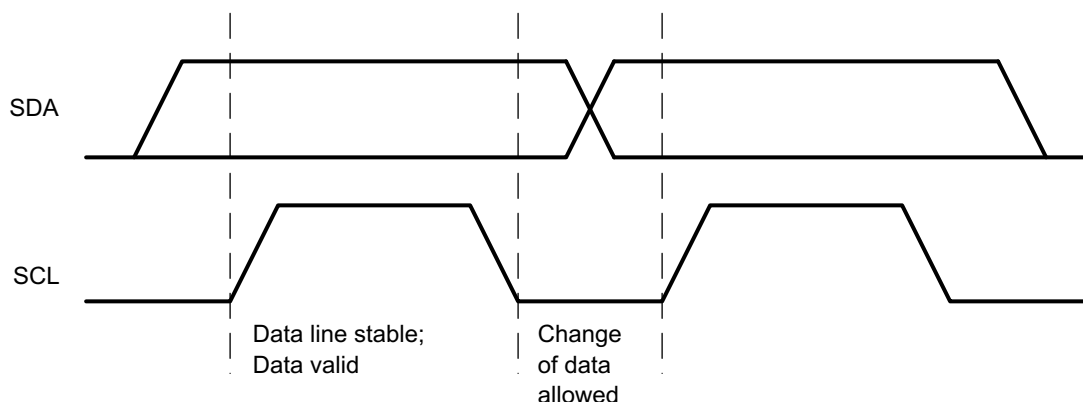 SDA
SCL
Data line stable;
Data valid
Change
of data
allowed